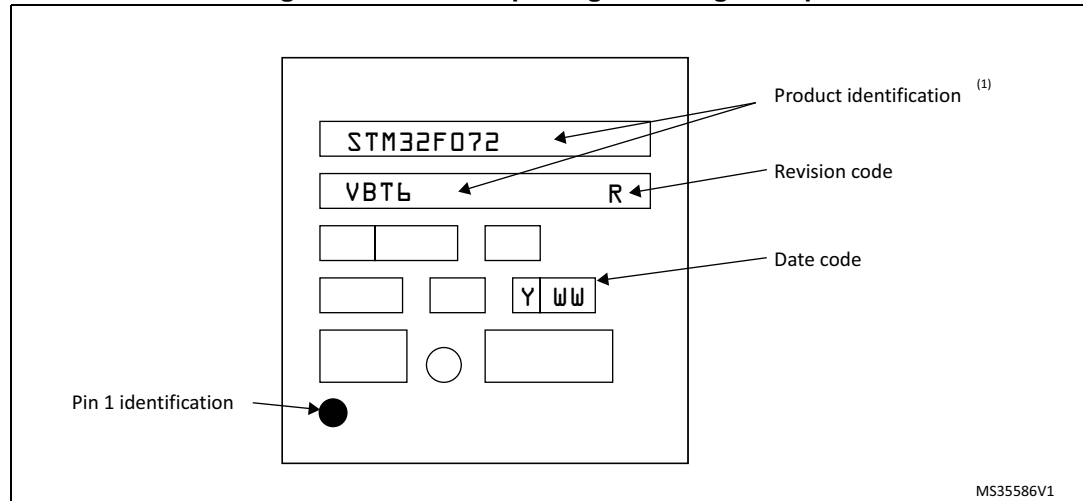 Product identification (1)
STM32F072
Revision code
VBT6 R
Date code
Y WW
Pin 1 identification
MS35586V1